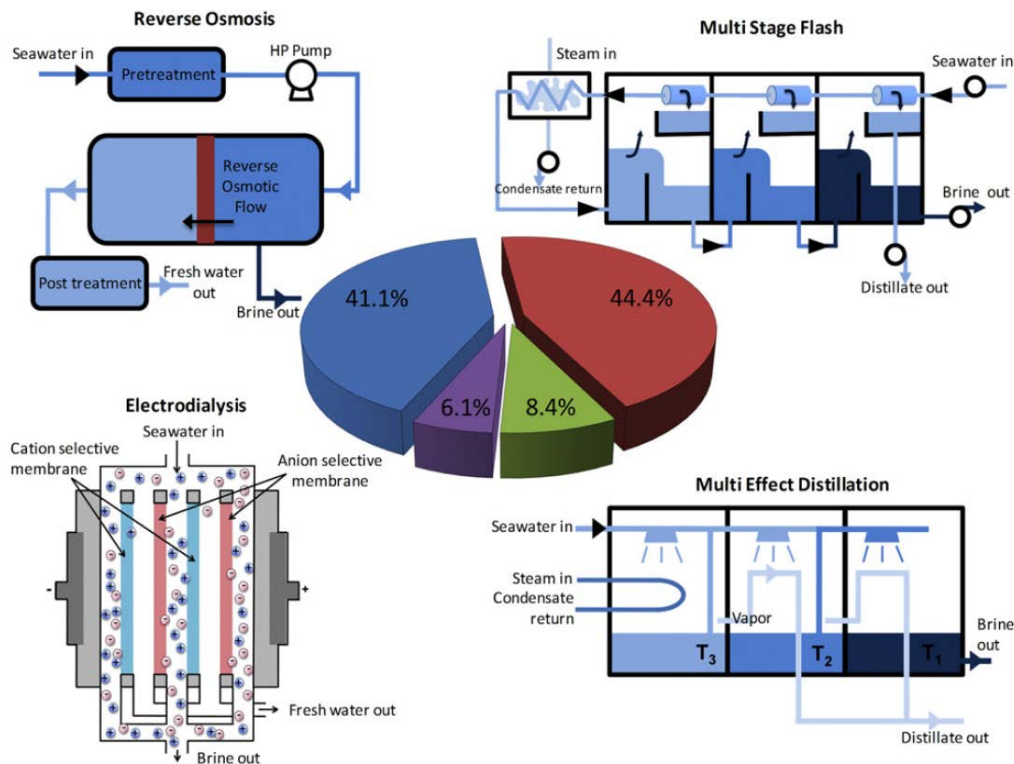 Reverse Osmosis
Seawater in
Pretreatment
HP Pump
Reverse
Osmotic
Flow
Post treatment
Fresh water
out
Brine out
Multi Stage Flash
Steam in
Seawater in
Condensate return
Brine out
Distillate out
41.1%
44.4%
6.1%
8.4%
Electrodialysis
Seawater in
Cation selective
membrane
Anion selective
membrane
-
+
Fresh water out
Brine out
Multi Effect Distillation
Seawater in
Steam in
Condensate
return
Vapor
T3
T2
T1
Brine
out
Distillate out